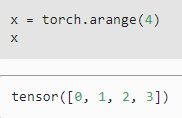 x = torch.arange(4)
x
tensor([0, 1, 2, 3])